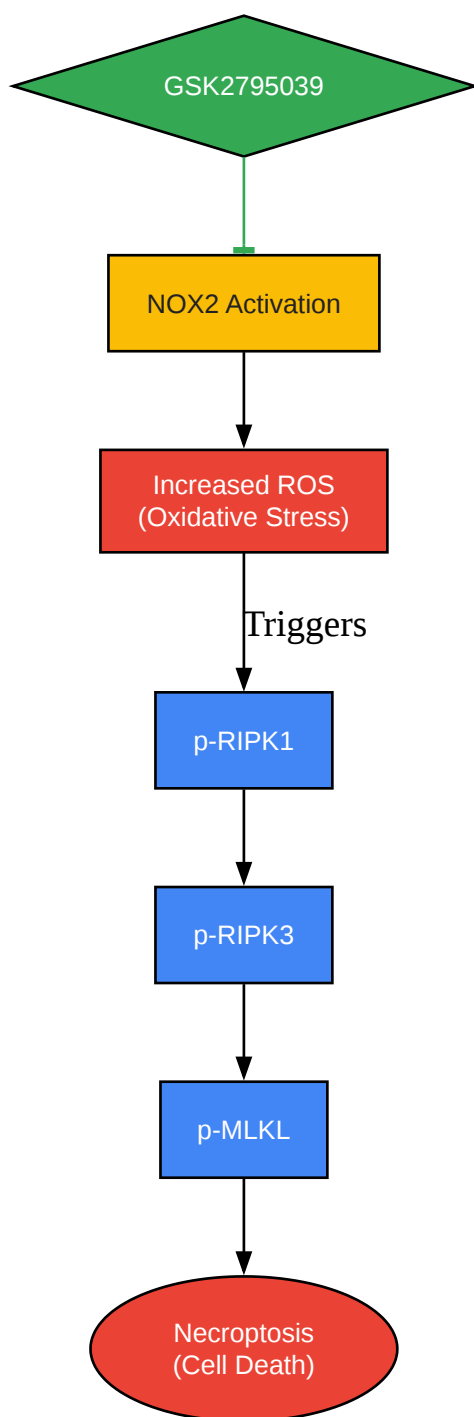 GSK2795039
NOX2 Activation
Increased ROS
(Oxidative Stress)
Triggers
p-RIPK1
p-RIPK3
p-MLKL
Necroptosis
(Cell Death)